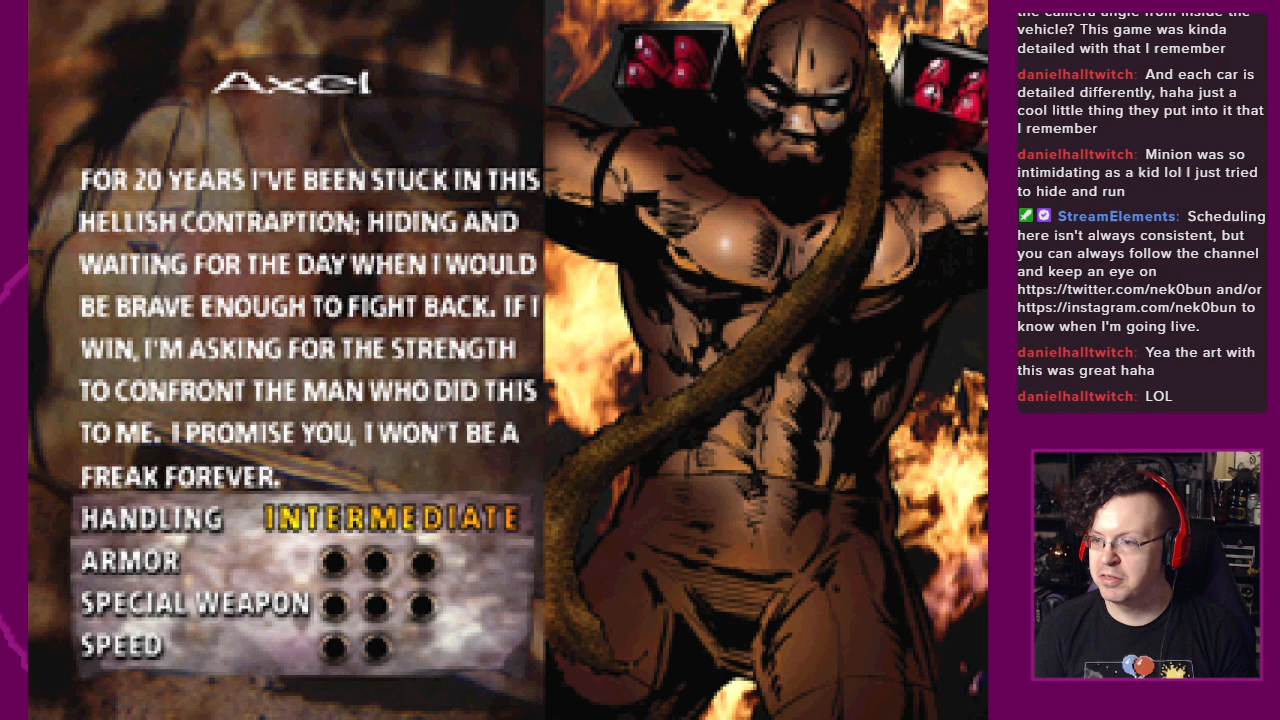 Axel
FOR 20 YEARS I'VE BEEN STUCK IN THIS
HELLISH CONTRAPTION; HIDING AND
WAITING FOR THE DAY WHEN I WOULD
BE BRAVE ENOUGH TO FIGHT BACK. IF I
WIN, I'M ASKING FOR THE STRENGTH
TO CONFRONT THE MAN WHO DID THIS
TO ME. I PROMISE YOU, I WON'T BE A
FREAK FOREVER.
HANDLING INTERMEDIATE
ARMOR
SPECIAL WEAPON
SPEED
the camera angle from inside the
vehicle? This game was kinda
detailed with that I remember
danielhalltwitch: And each car is
detailed differently, haha just a
cool little thing they put into it that
I remember
danielhalltwitch: Minion was so
intimidating as a kid lol I just tried
to hide and run
StreamElements: Scheduling
here isn't always consistent, but
you can always follow the channel
and keep an eye on
https://twitter.com/nek0bun and/or
https://instagram.com/nek0bun to
know when I'm going live.
danielhalltwitch: Yea the art with
this was great haha
danielhalltwitch: LOL